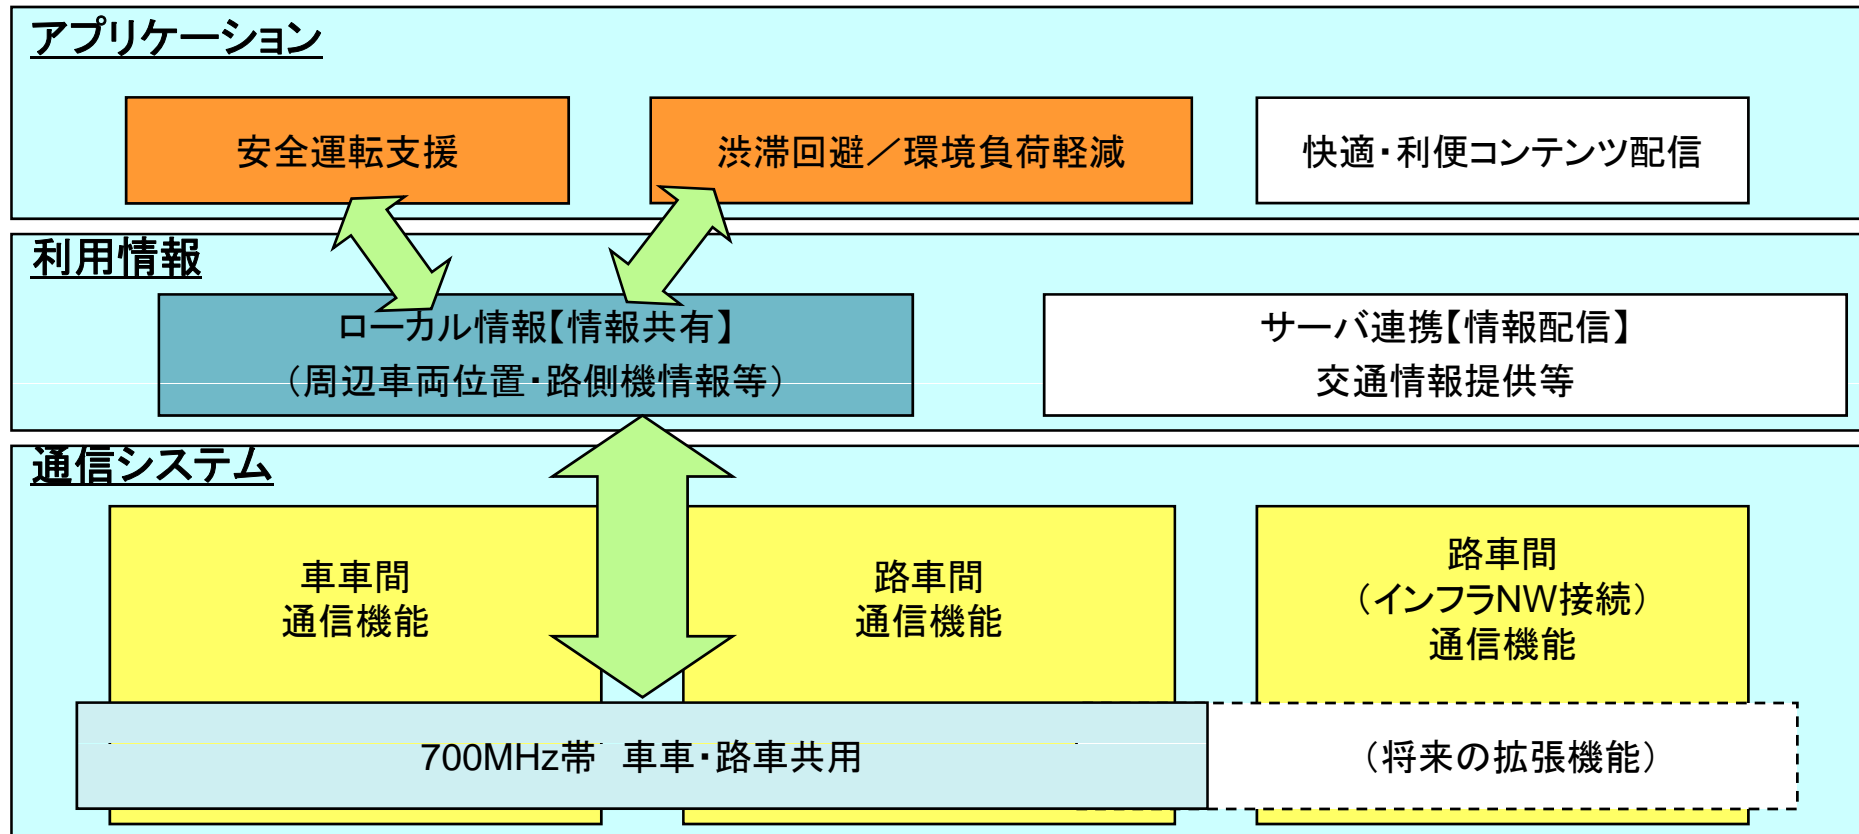 アプリケーション
安全運転支援
渋滞回避／環境負荷軽減
快適・利便コンテンツ配信
利用情報
ローカル情報【情報共有】
（周辺車両位置・路側機情報等）
サーバ連携【情報配信】
交通情報提供等
通信システム
車車間
通信機能
路車間
通信機能
路車間
（インフラNW接続）
通信機能
700MHz帯 車車・路車共用
（将来の拡張機能）